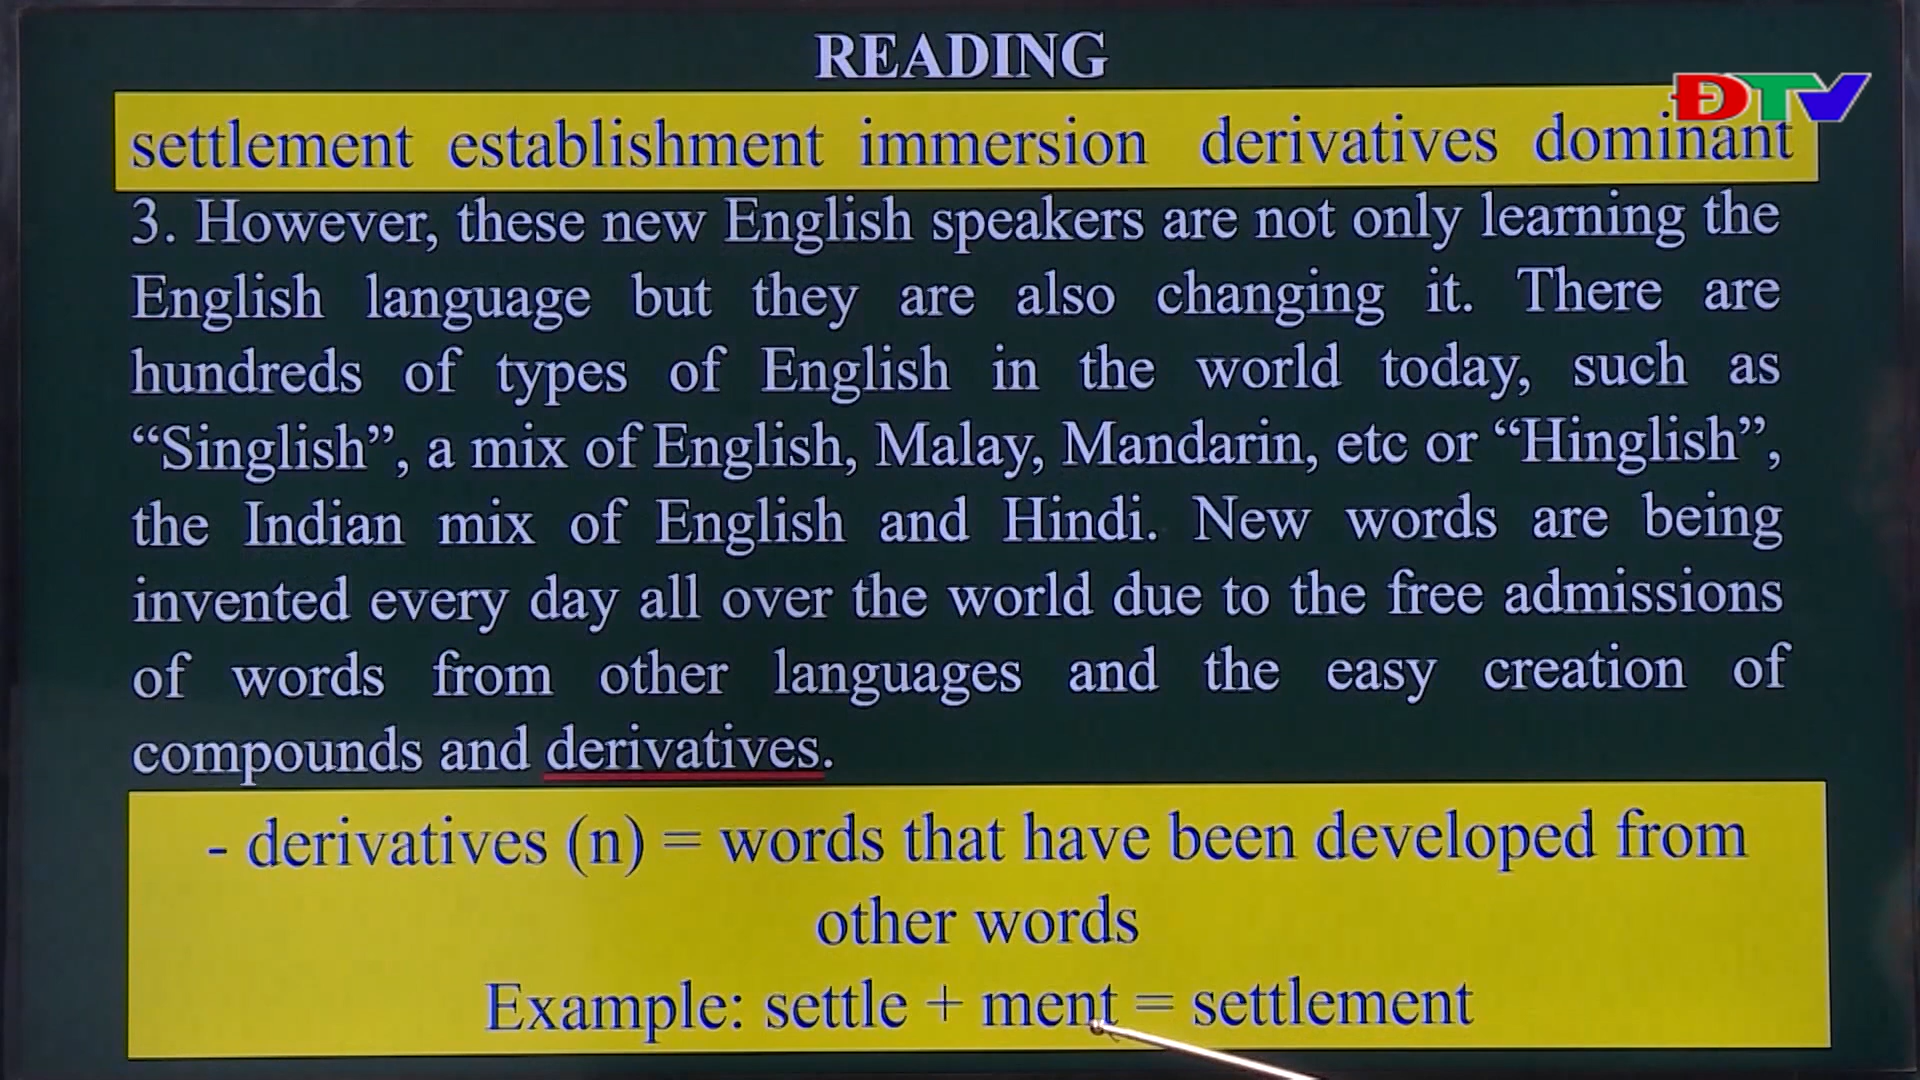 READING
ĐTV
settlement establishment immersion derivatives dominant
3. However, these new English speakers are not only learning the
English language but they are also changing it. There are
hundreds of types of English in the world today, such as
“Singlish”, a mix of English, Malay, Mandarin, etc or “Hinglish”,
the Indian mix of English and Hindi. New words are being
invented every day all over the world due to the free admissions
of words from other languages and the easy creation of
compounds and derivatives.
- derivatives (n) = words that have been developed from
other words
Example: settle + ment = settlement